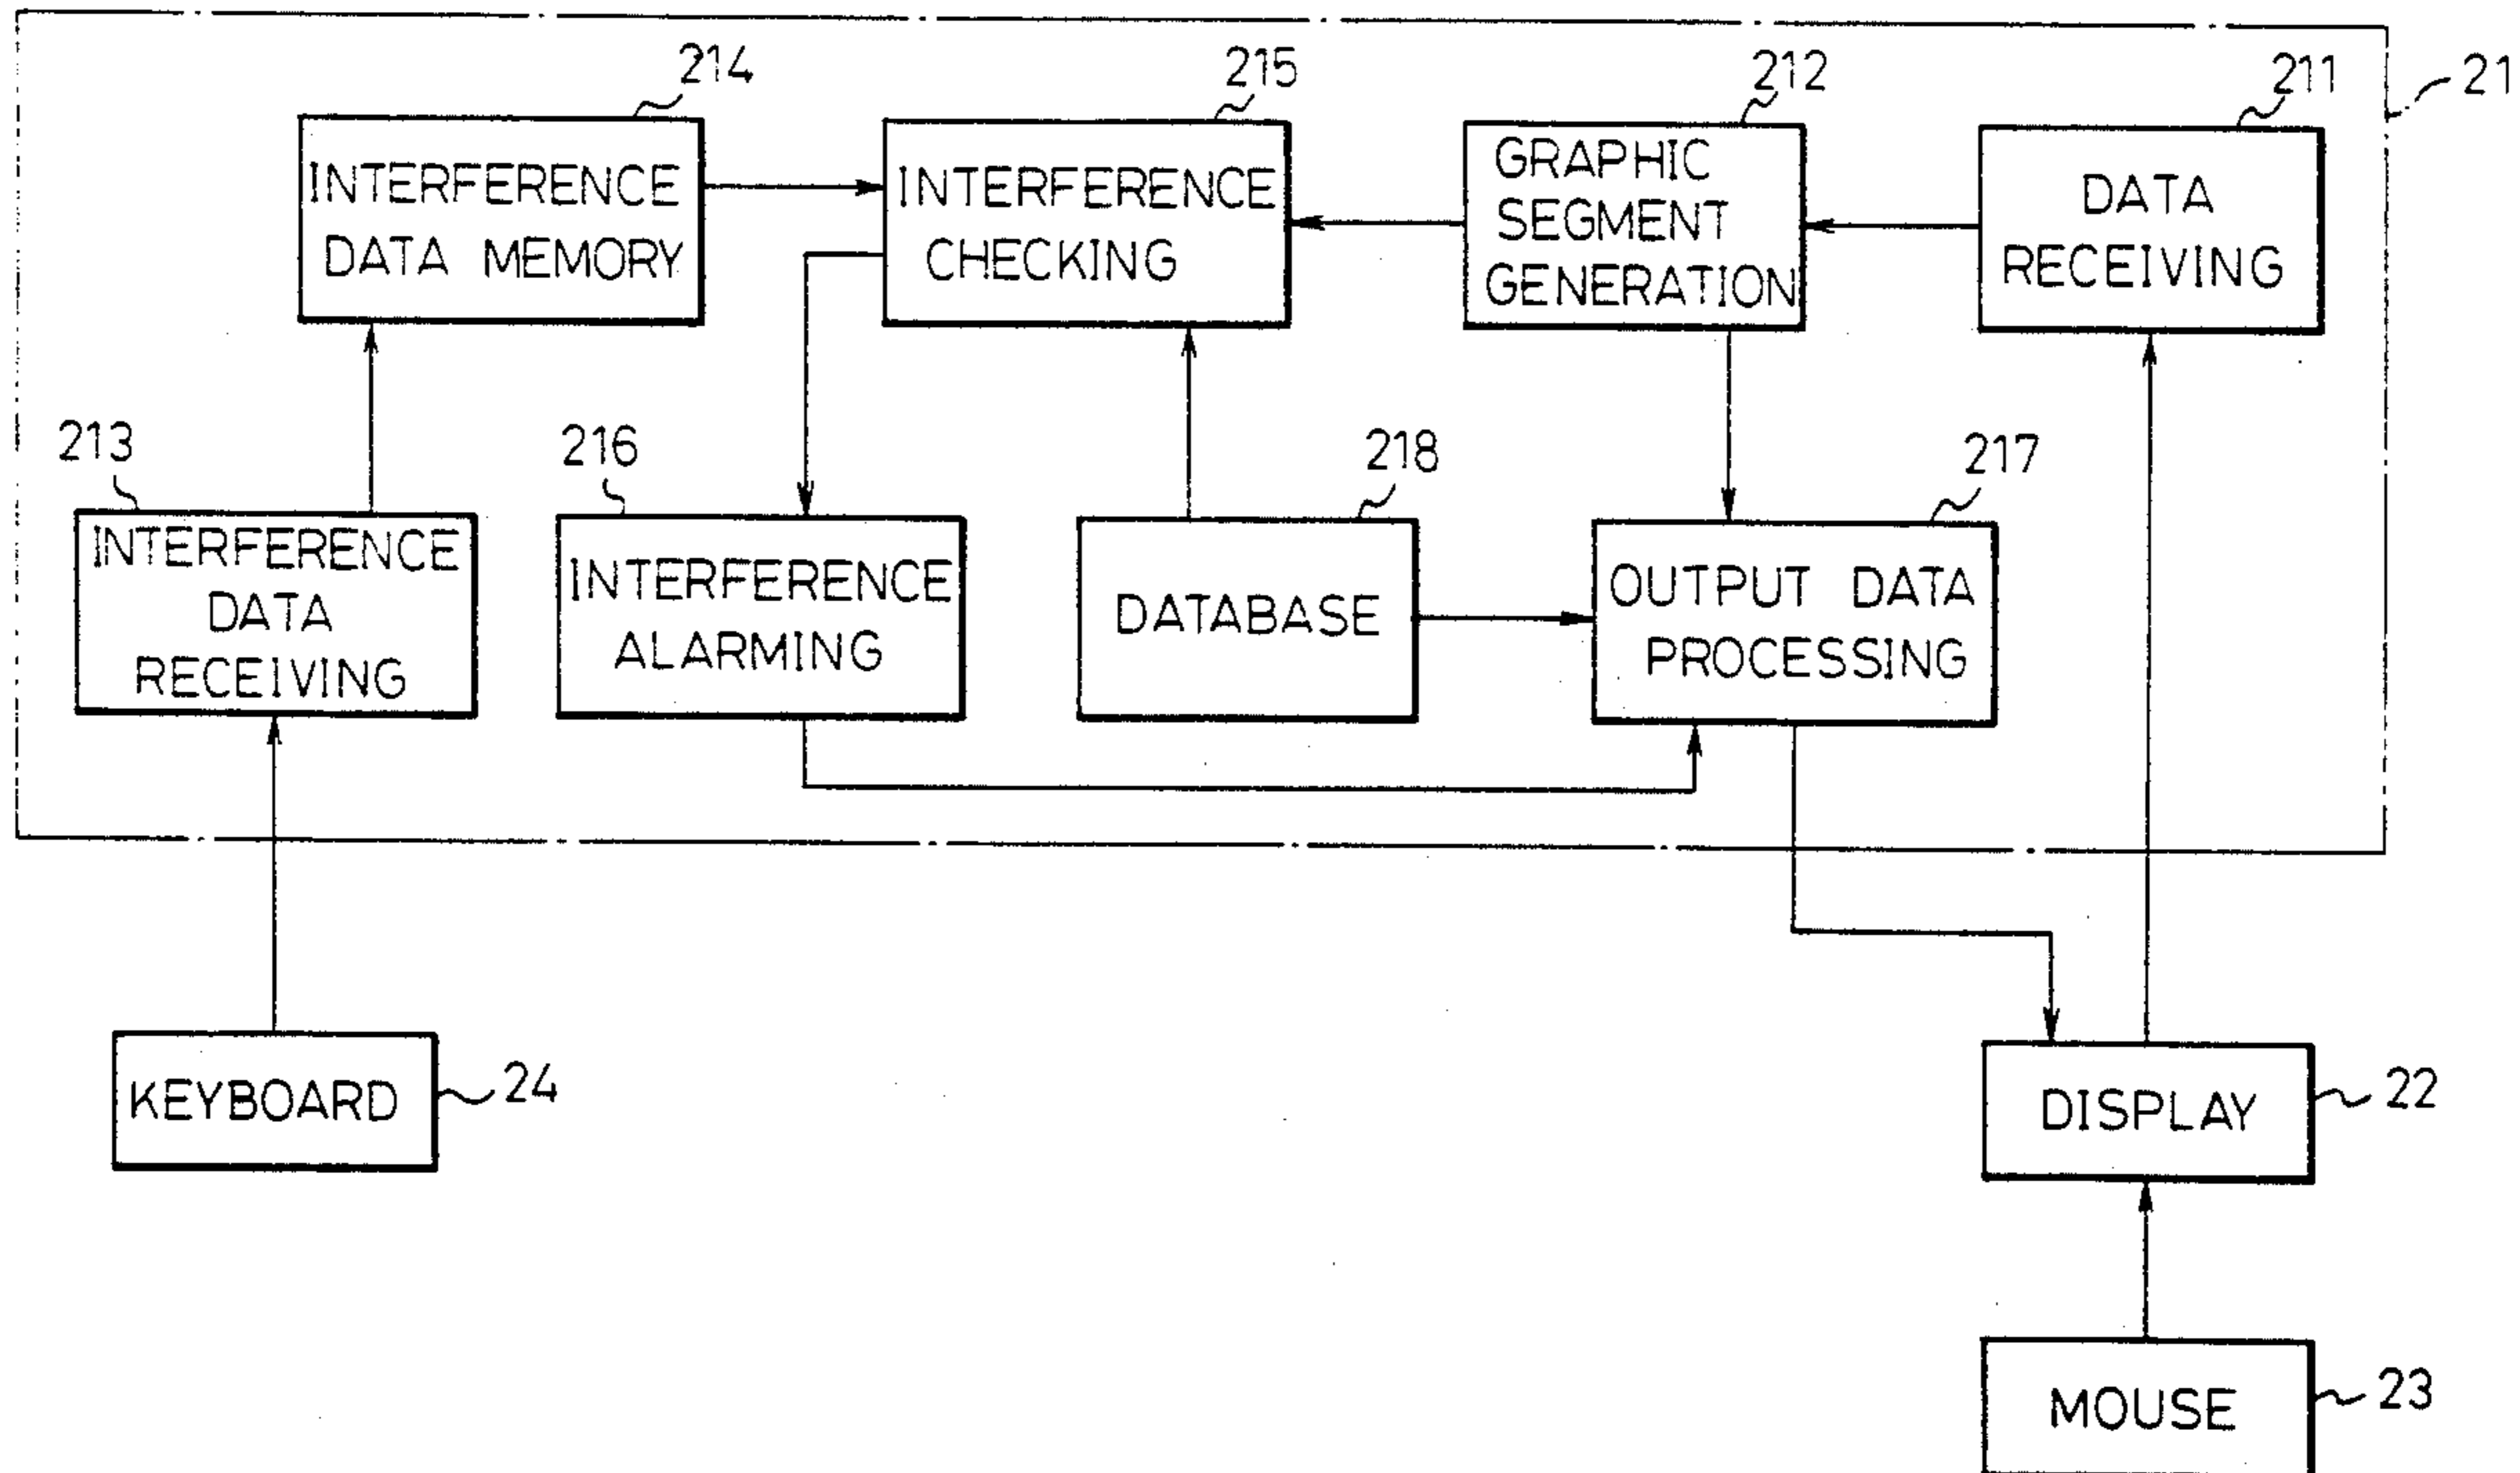 214
215
212
211
21
INTERFERENCE
DATA MEMORY
INTERFERENCE
CHECKING
GRAPHIC
SEGMENT
GENERATION
DATA
RECEIVING
213
216
218
217
INTERFERENCE
DATA
RECEIVING
INTERFERENCE
ALARMING
DATABASE
OUTPUT DATA
PROCESSING
KEYBOARD
24
DISPLAY
22
MOUSE
23